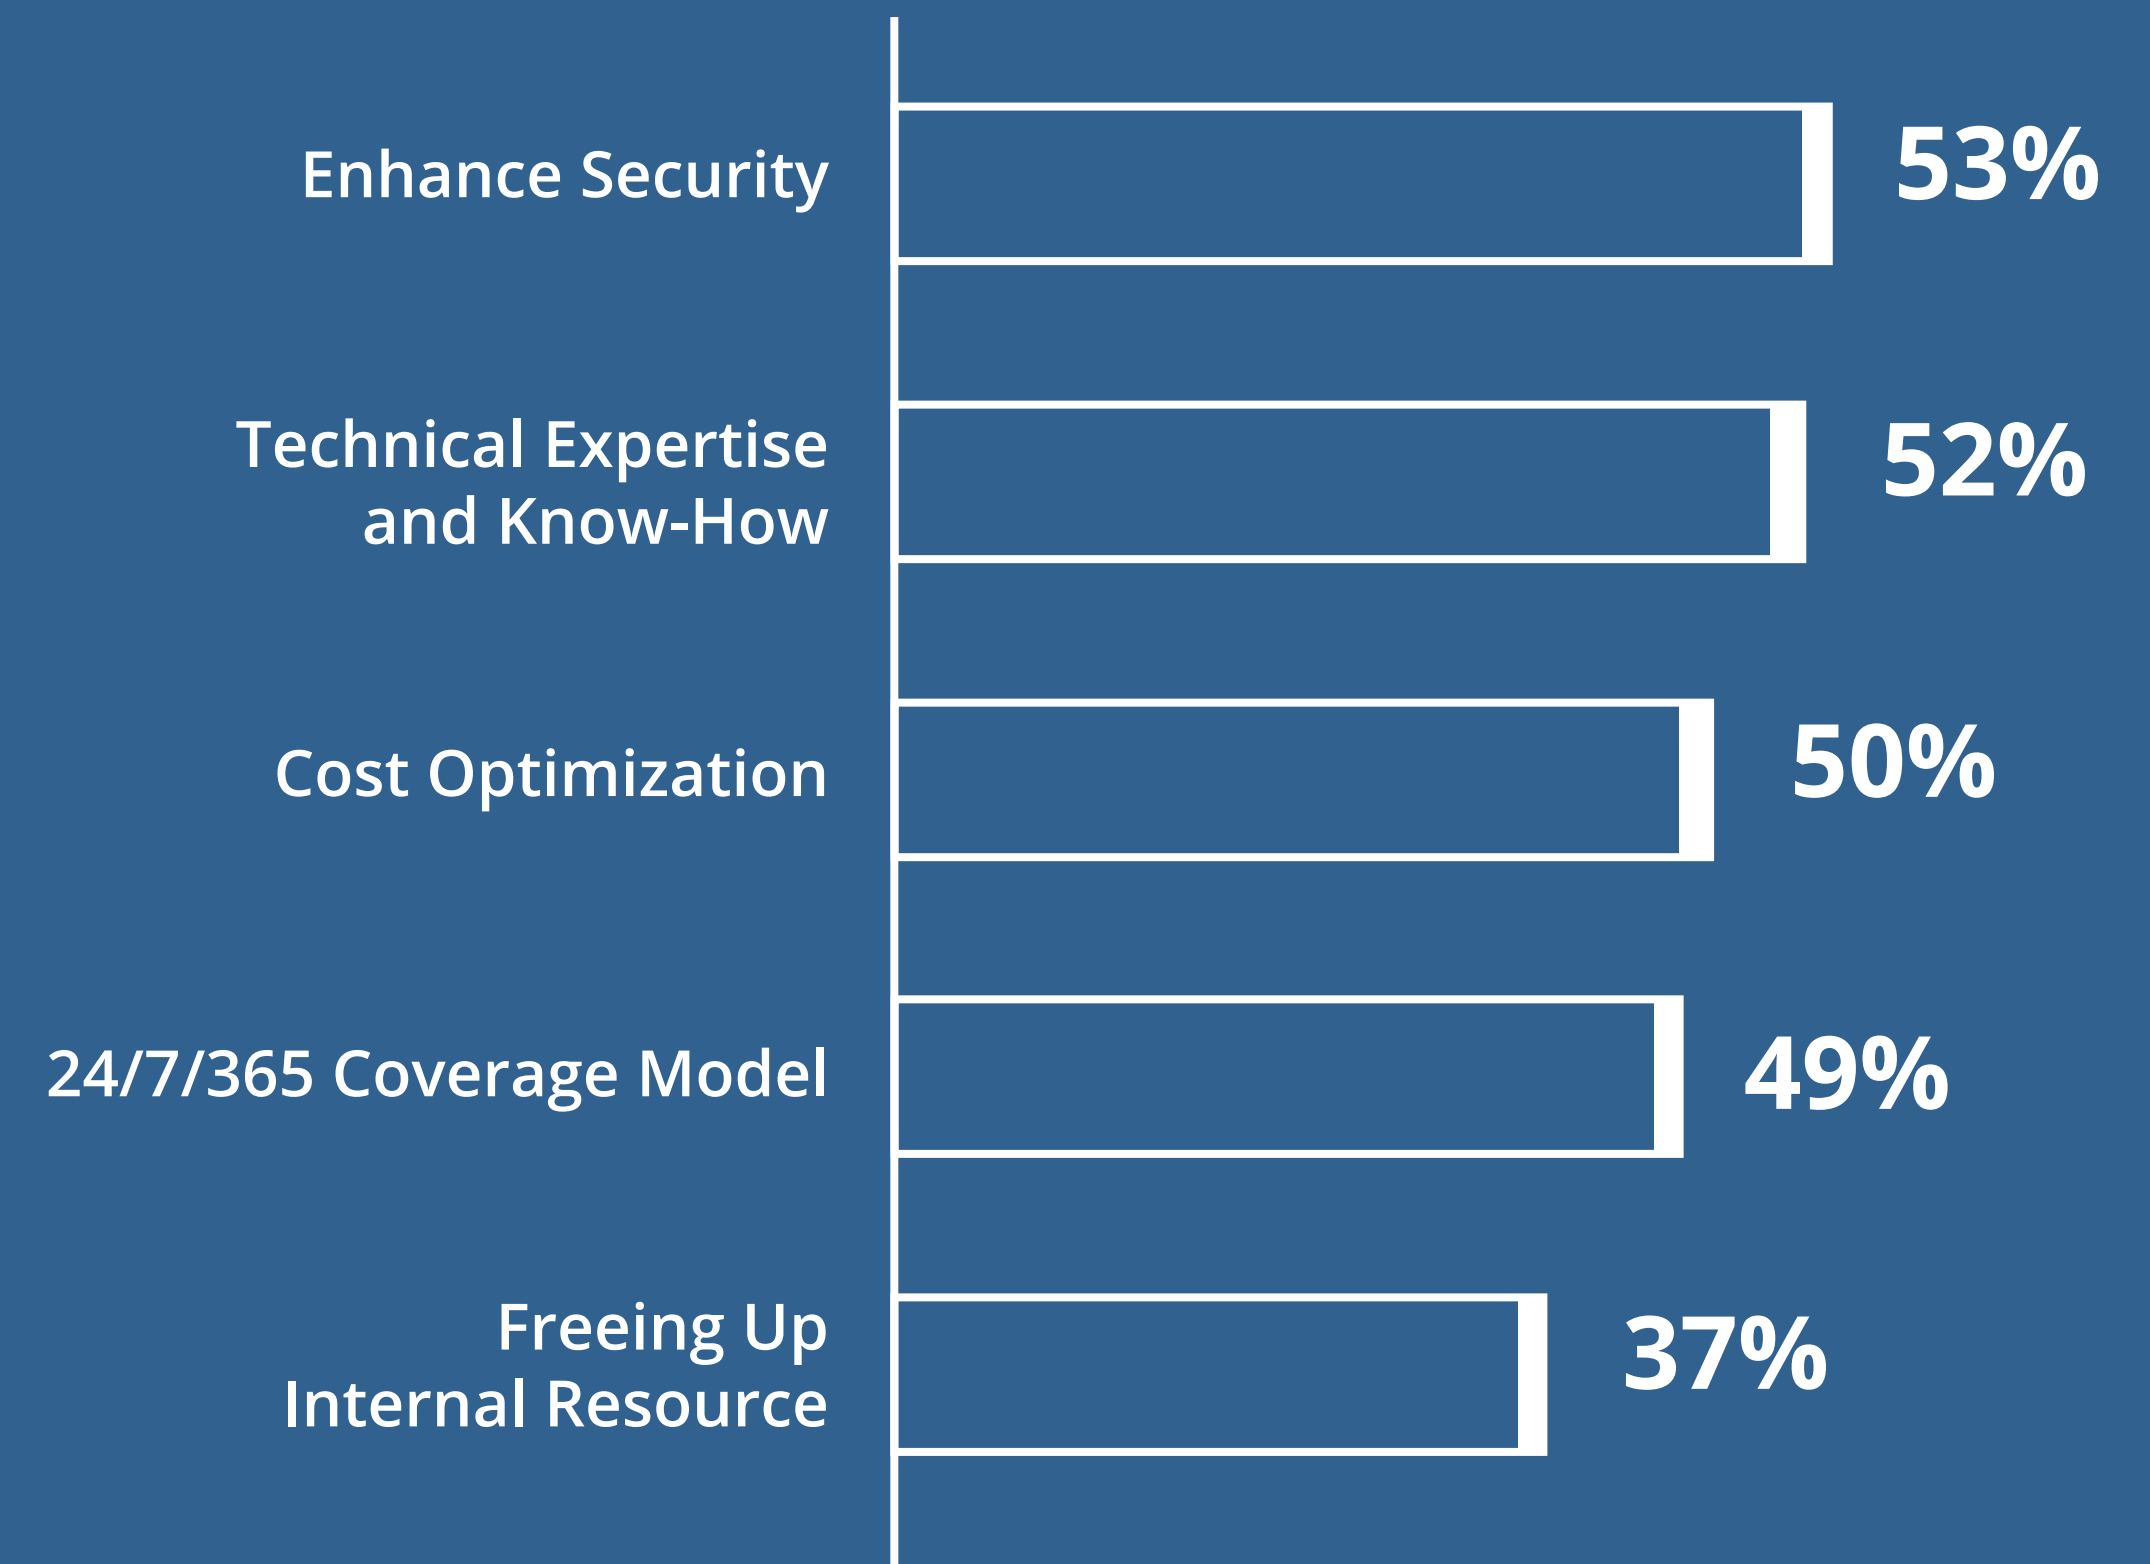 Enhance Security
53%
Technical Expertise
and Know-How
52%
Cost Optimization
50%
24/7/365 Coverage Model
49%
Freeing Up
Internal Resource
37%